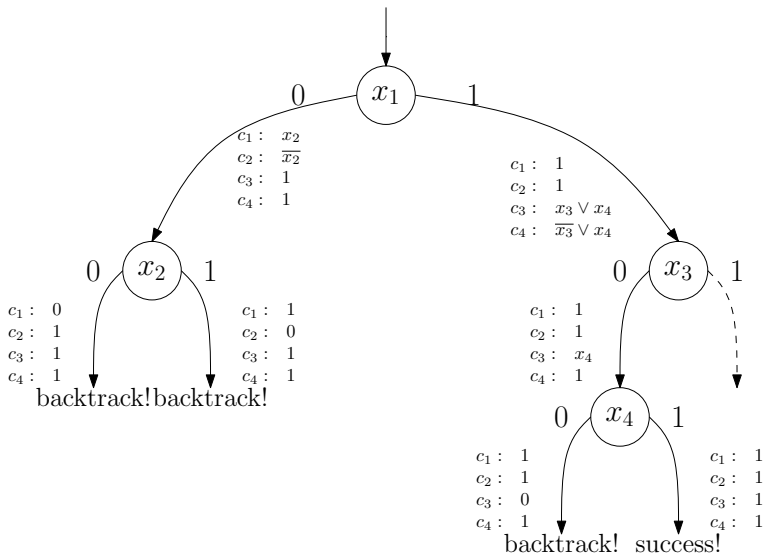 x₁
0
1
c₁ : x₂
c₂ : x̅₂
c₃ : 1
c₄ : 1
c₁ : 1
c₂ : 1
c₃ : x₃ ∨ x₄
c₄ : x̅₃ ∨ x₄
x₂
0
1
c₁ : 0
c₂ : 1
c₃ : 1
c₄ : 1
backtrack!
c₁ : 1
c₂ : 0
c₃ : 1
c₄ : 1
backtrack!
x₃
0
1
c₁ : 1
c₂ : 1
c₃ : x₄
c₄ : 1
x₄
0
1
c₁ : 1
c₂ : 1
c₃ : 0
c₄ : 1
backtrack!
c₁ : 1
c₂ : 1
c₃ : 1
c₄ : 1
success!